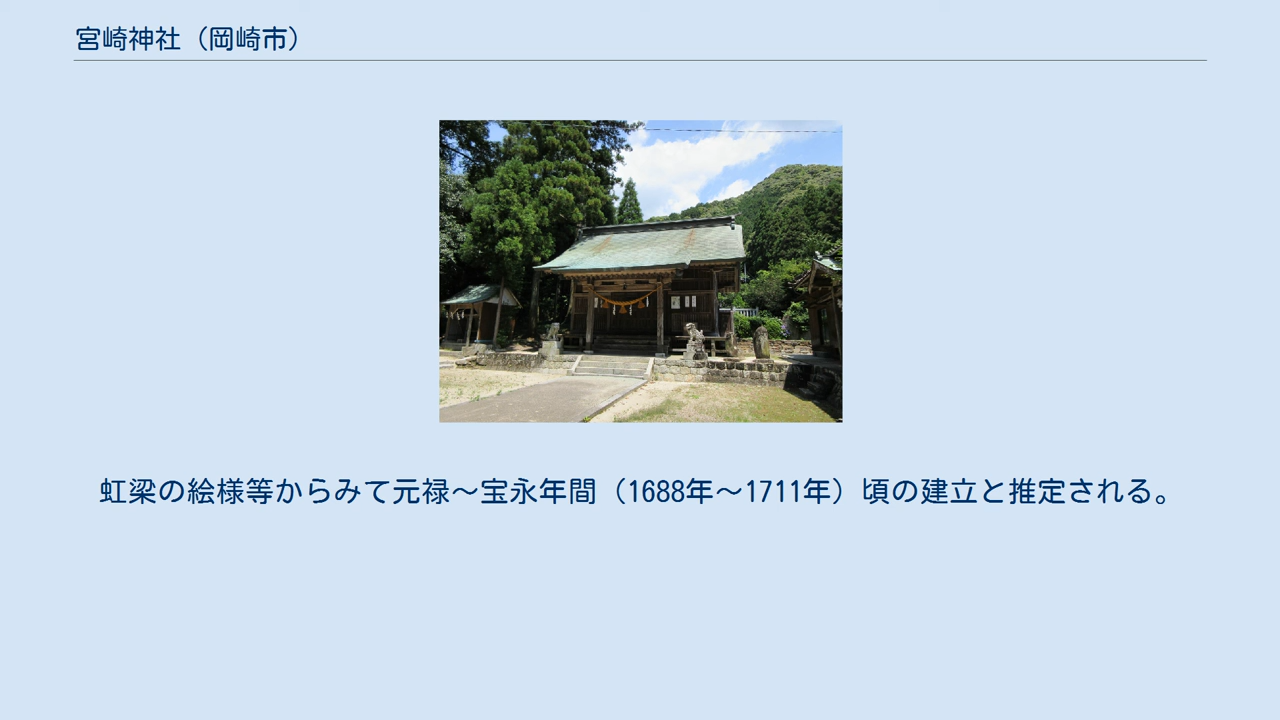 宮崎神社（岡崎市）
虹梁の絵様等からみて元禄～宝永年間（1688年～1711年）頃の建立と推定される。